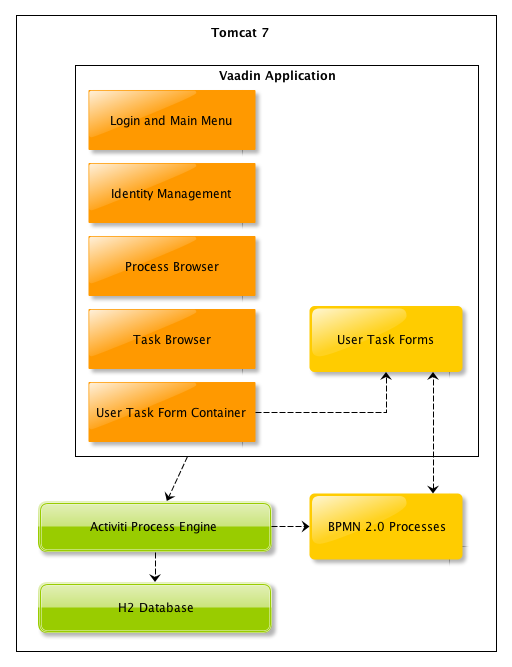 Tomcat 7
Vaadin Application
Login and Main Menu
Identity Management
Process Browser
Task Browser
User Task Forms
User Task Form Container
Activiti Process Engine
BPMN 2.0 Processes
H2 Database